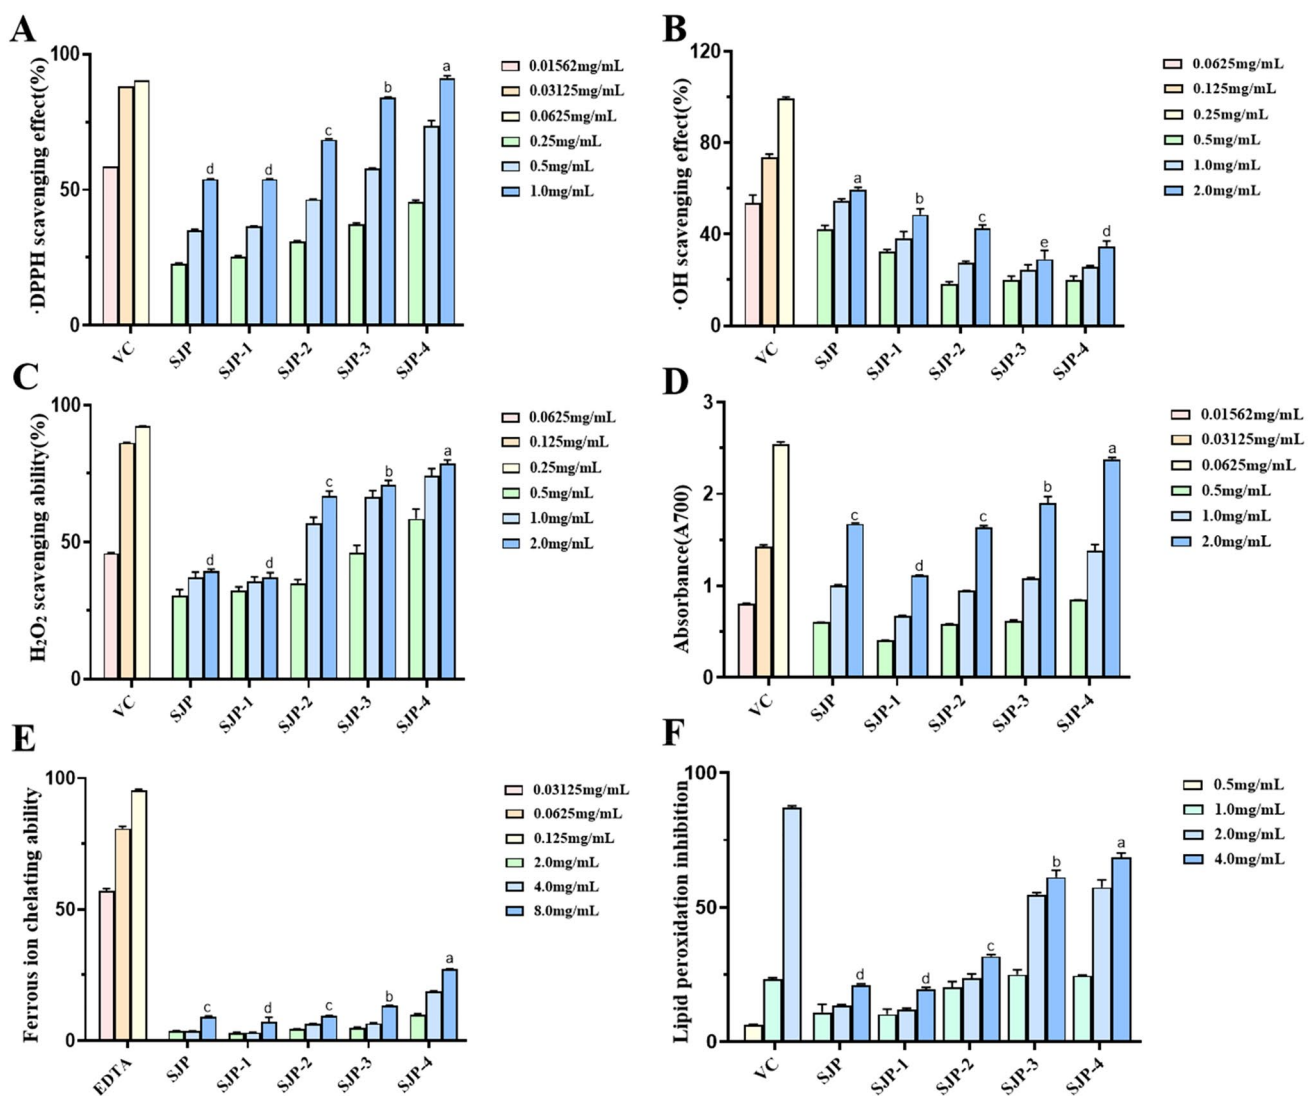 A
·DPPH scavenging effect(%)
100
50
0
d
d
c
b
a
VC
SJP
SJP-1
SJP-2
SJP-3
SJP-4
0.01562mg/mL
0.03125mg/mL
0.0625mg/mL
0.25mg/mL
0.5mg/mL
1.0mg/mL
B
·OH scavenging effect(%)
120
80
40
0
a
b
c
e
d
VC
SJP
SJP-1
SJP-2
SJP-3
SJP-4
0.0625mg/mL
0.125mg/mL
0.25mg/mL
0.5mg/mL
1.0mg/mL
2.0mg/mL
C
H₂O₂ scavenging ability(%)
100
50
0
d
d
c
b
a
VC
SJP
SJP-1
SJP-2
SJP-3
SJP-4
0.0625mg/mL
0.125mg/mL
0.25mg/mL
0.5mg/mL
1.0mg/mL
2.0mg/mL
D
Absorbance(A700)
3
2
1
0
c
d
c
b
a
VC
SJP
SJP-1
SJP-2
SJP-3
SJP-4
0.01562mg/mL
0.03125mg/mL
0.0625mg/mL
0.5mg/mL
1.0mg/mL
2.0mg/mL
E
Ferrous ion chelating ability
100
50
0
c
d
c
b
a
EDTA
SJP
SJP-1
SJP-2
SJP-3
SJP-4
0.03125mg/mL
0.0625mg/mL
0.125mg/mL
2.0mg/mL
4.0mg/mL
8.0mg/mL
F
Lipid peroxidation inhibition
100
50
0
d
d
c
b
a
VC
SJP
SJP-1
SJP-2
SJP-3
SJP-4
0.5mg/mL
1.0mg/mL
2.0mg/mL
4.0mg/mL